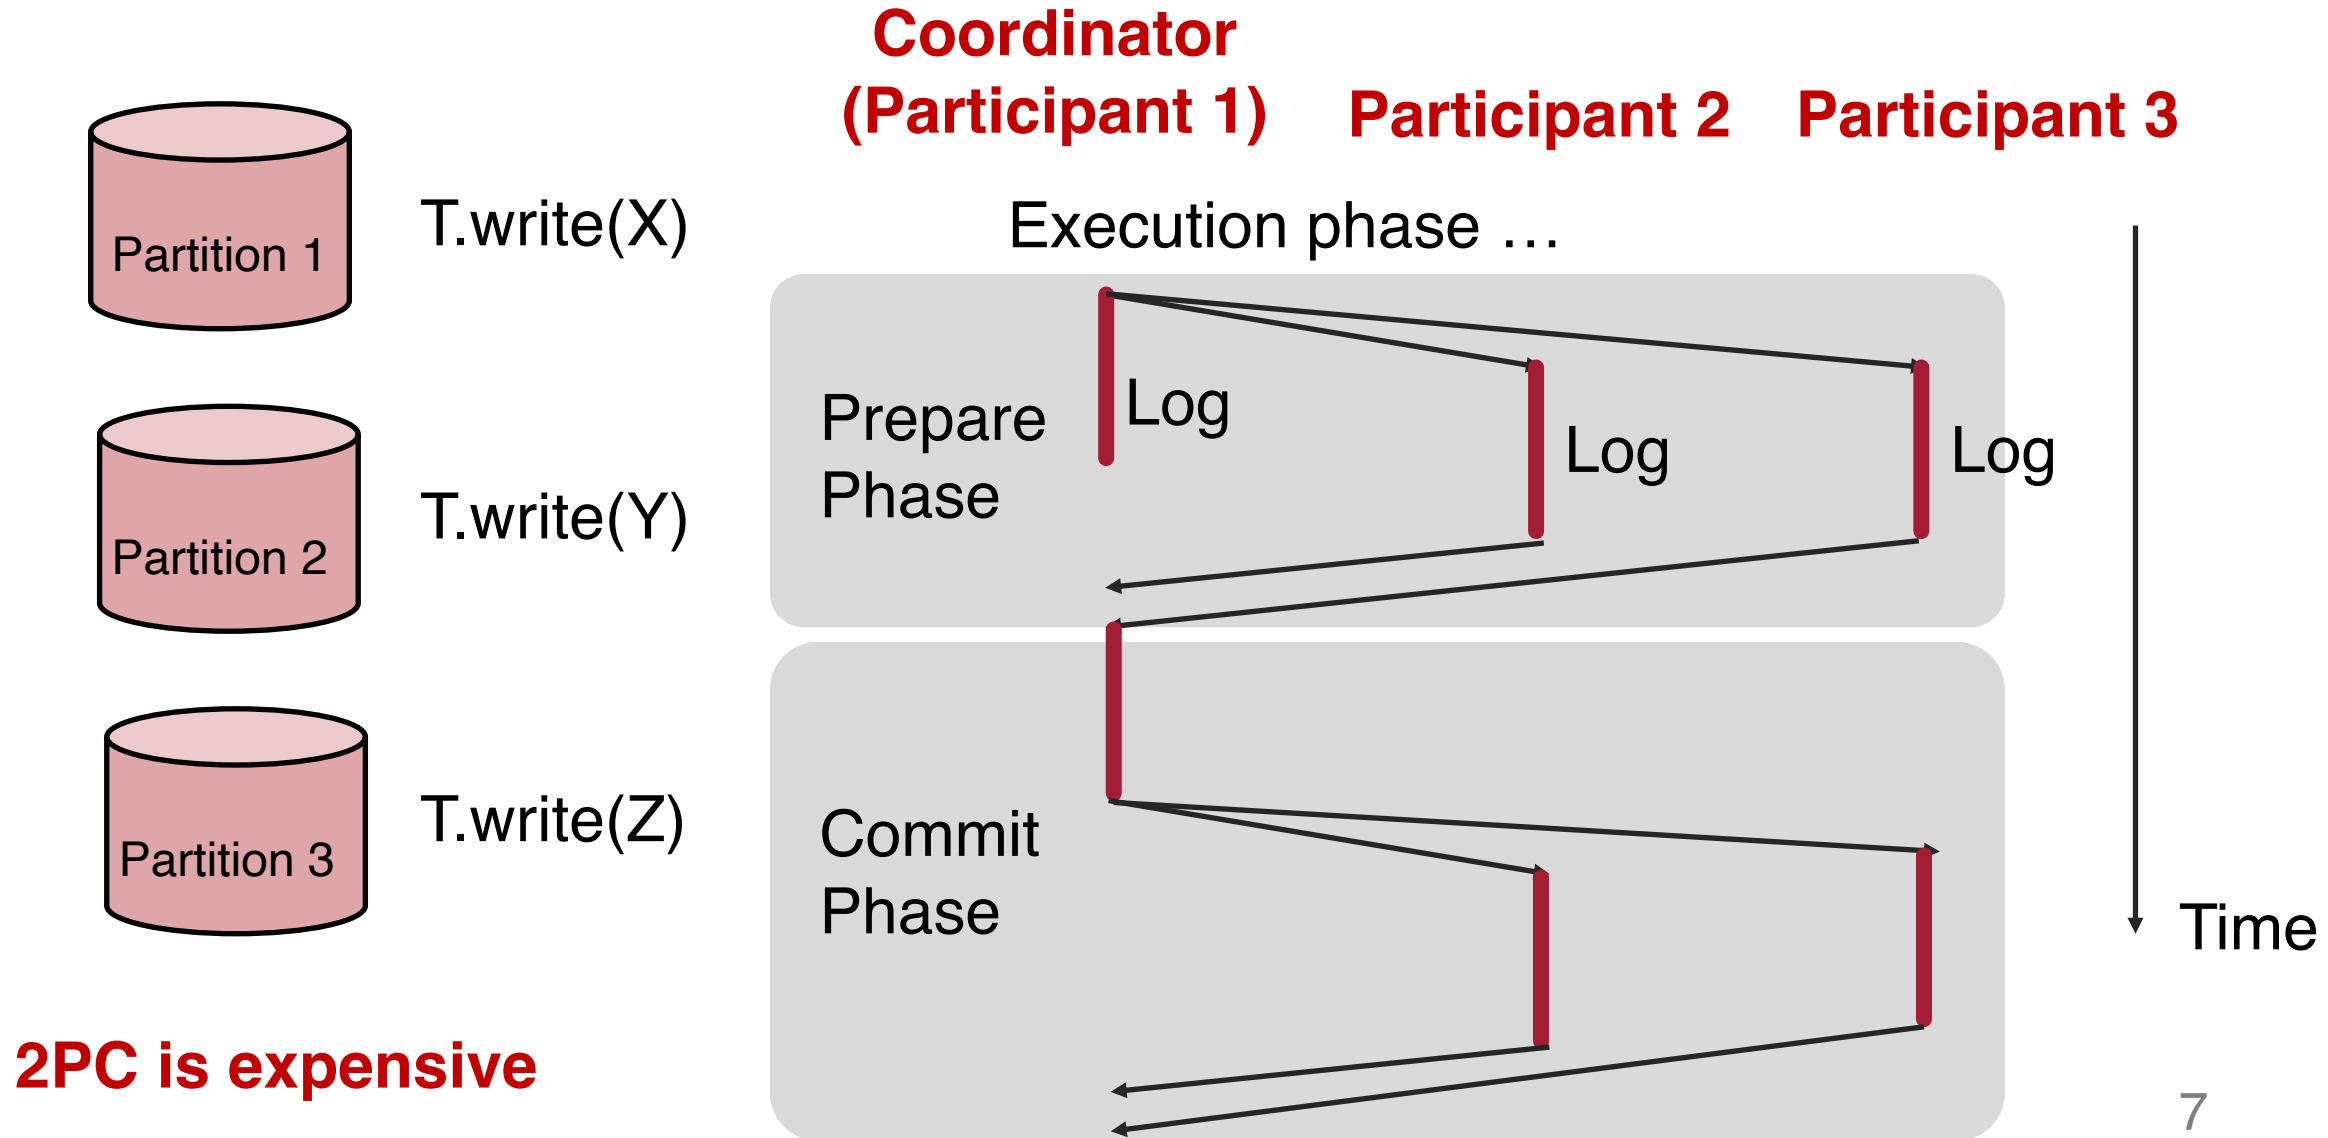 Coordinator
(Participant 1)
Participant 2
Participant 3
Partition 1
T.write(X)
Execution phase …
Prepare
Phase
Log
Log
Log
Partition 2
T.write(Y)
Partition 3
T.write(Z)
Commit
Phase
Time
2PC is expensive
7